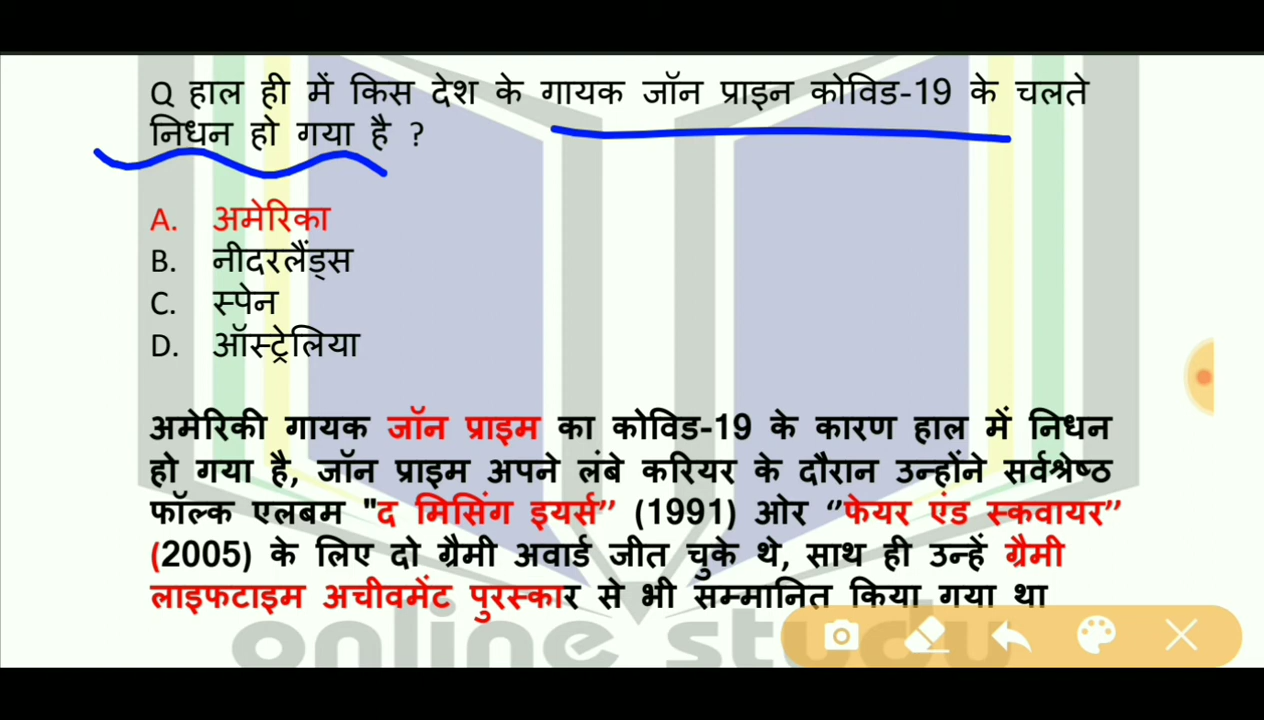 Q हाल ही में किस देश के गायक जॉन प्राइन कोविड-19 के चलते
निधन हो गया है ?
A. अमेरिका
B. नीदरलैंड्स
C. स्पेन
D. ऑस्ट्रेलिया
अमेरिकी गायक जॉन प्राइम का कोविड-19 के कारण हाल में निधन
हो गया है, जॉन प्राइम अपने लंबे करियर के दौरान उन्होंने सर्वश्रेष्ठ
फॉल्क एलबम "द मिसिंग इयर्स” (1991) ओर “फेयर एंड स्कवायर”
(2005) के लिए दो ग्रैमी अवार्ड जीत चुके थे, साथ ही उन्हें ग्रैमी
लाइफटाइम अचीवमेंट पुरस्कार से भी सम्मानित किया गया था
online study